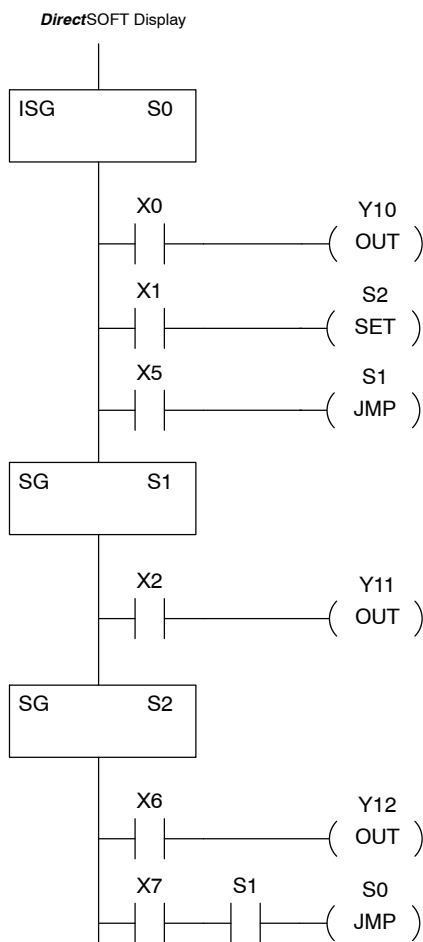 DirectSOFT Display
ISG S0
X0 Y10
OUT
X1 S2
SET
X5 S1
JMP
SG S1
X2 Y11
OUT
SG S2
X6 Y12
OUT
X7 S1 S0
JMP